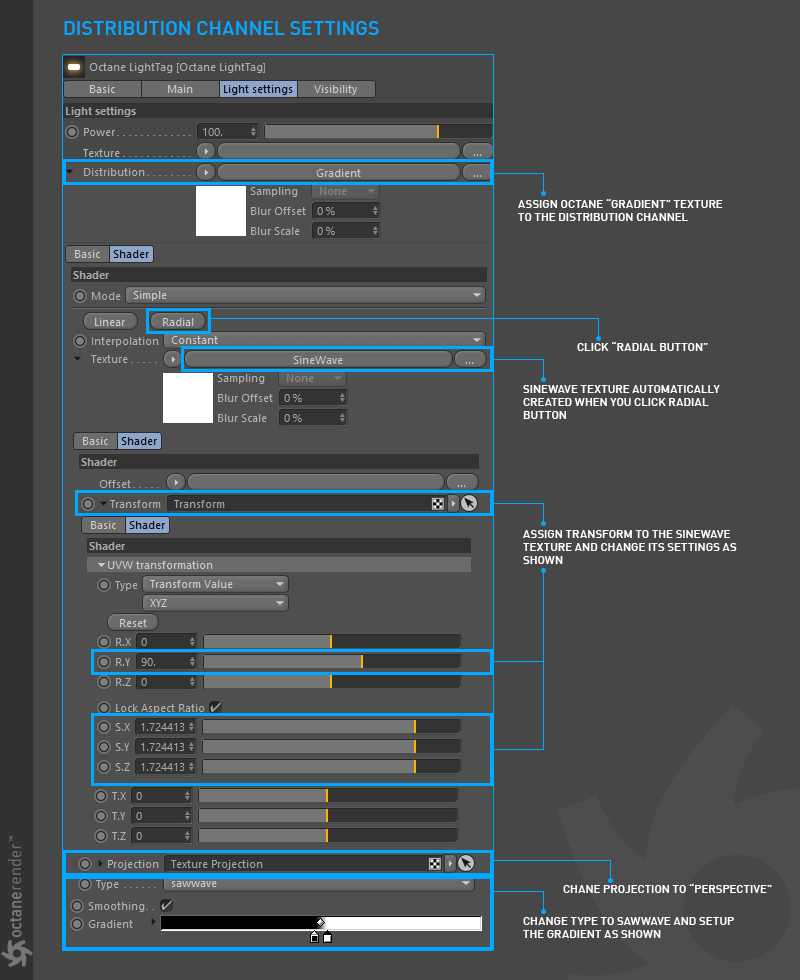 DISTRIBUTION CHANNEL SETTINGS
Octane LightTag [Octane LightTag]
Basic Main Light settings Visibility
Light settings
Power. . . . . . . . . . . . 100.
Texture . . . . . . . . . . . ...
Distribution. . . . . . . . Gradient ...
ASSIGN OCTANE “GRADIENT” TEXTURE
TO THE DISTRIBUTION CHANNEL
Sampling None
Blur Offset 0 %
Blur Scale 0 %
Basic Shader
Shader
Mode Simple
Linear Radial
CLICK “RADIAL BUTTON”
Interpolation Constant
Texture. . . . . SineWave ...
SINEWAVE TEXTURE AUTOMATICALLY
CREATED WHEN YOU CLICK RADIAL
BUTTON
Sampling None
Blur Offset 0 %
Blur Scale 0 %
Basic Shader
Shader
Offset. . . . . ...
Transform Transform
ASSIGN TRANSFORM TO THE SINEWAVE
TEXTURE AND CHANGE ITS SETTINGS AS
SHOWN
Basic Shader
Shader
UVW transformation
Type Transform Value
XYZ
Reset
R.X 0
R.Y 90.
R.Z 0
Lock Aspect Ratio
S.X 1.724413
S.Y 1.724413
S.Z 1.724413
T.X 0
T.Y 0
T.Z 0
Projection Texture Projection
CHANE PROJECTION TO “PERSPECTIVE”
Type . . . . . . sawwave
Smoothing. .
Gradient
CHANGE TYPE TO SAWWAVE AND SETUP
THE GRADIENT AS SHOWN
octanerender™